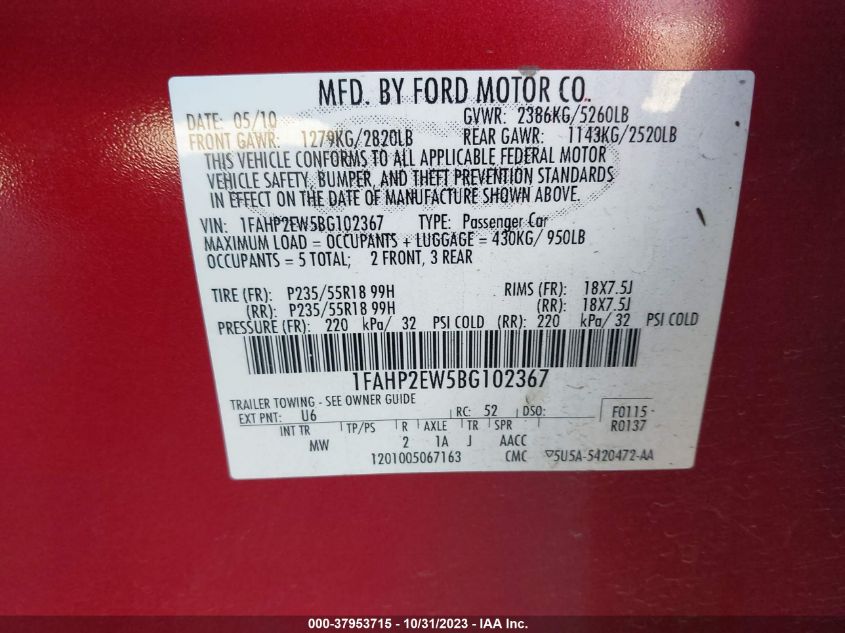 MFD. BY FORD MOTOR CO.
DATE: 05/10 GVWR: 2386KG/5260LB
FRONT GAWR: 1279KG/2820LB REAR GAWR: 1143KG/2520LB
THIS VEHICLE CONFORMS TO ALL APPLICABLE FEDERAL MOTOR
VEHICLE SAFETY, BUMPER, AND THEFT PREVENTION STANDARDS
IN EFFECT ON THE DATE OF MANUFACTURE SHOWN ABOVE.
VIN: 1FAHP2EW5BG102367 TYPE: Passenger Car
MAXIMUM LOAD = OCCUPANTS + LUGGAGE = 430KG/ 950LB
OCCUPANTS = 5 TOTAL; 2 FRONT, 3 REAR
TIRE (FR): P235/55R18 99H RIMS (FR): 18X7.5J
(RR): P235/55R18 99H (RR): 18X7.5J
PRESSURE (FR): 220 kPa/ 32 PSI COLD (RR): 220 kPa/ 32 PSI COLD
1FAHP2EW5BG102367
TRAILER TOWING - SEE OWNER GUIDE
EXT PNT: U6 RC: 52 DSO: F0115
INT TR TP/PS R AXLE TR SPR R0137
MW 2 1A J AACC
1201005067163 CMC ▽5U5A-5420472-AA
000-37953715 - 10/31/2023 - IAA Inc.